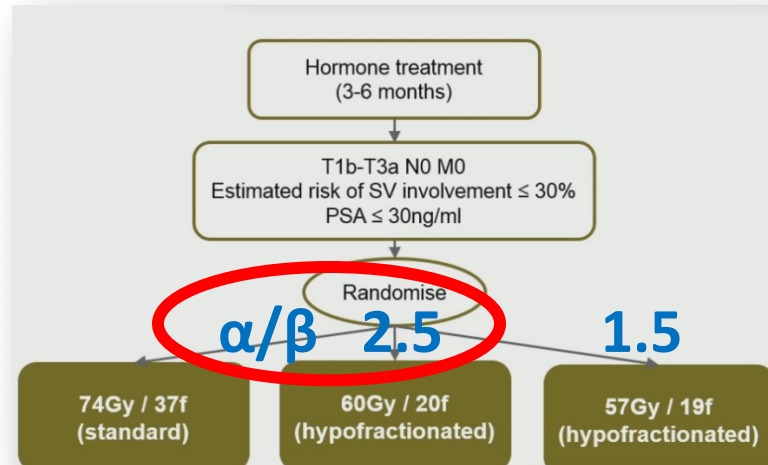 Hormone treatment
(3-6 months)
T1b-T3a N0 M0
Estimated risk of SV involvement ≤ 30%
PSA ≤ 30ng/ml
Randomise
α/β 2.5 1.5
74Gy / 37f
(standard)
60Gy / 20f
(hypofractionated)
57Gy / 19f
(hypofractionated)